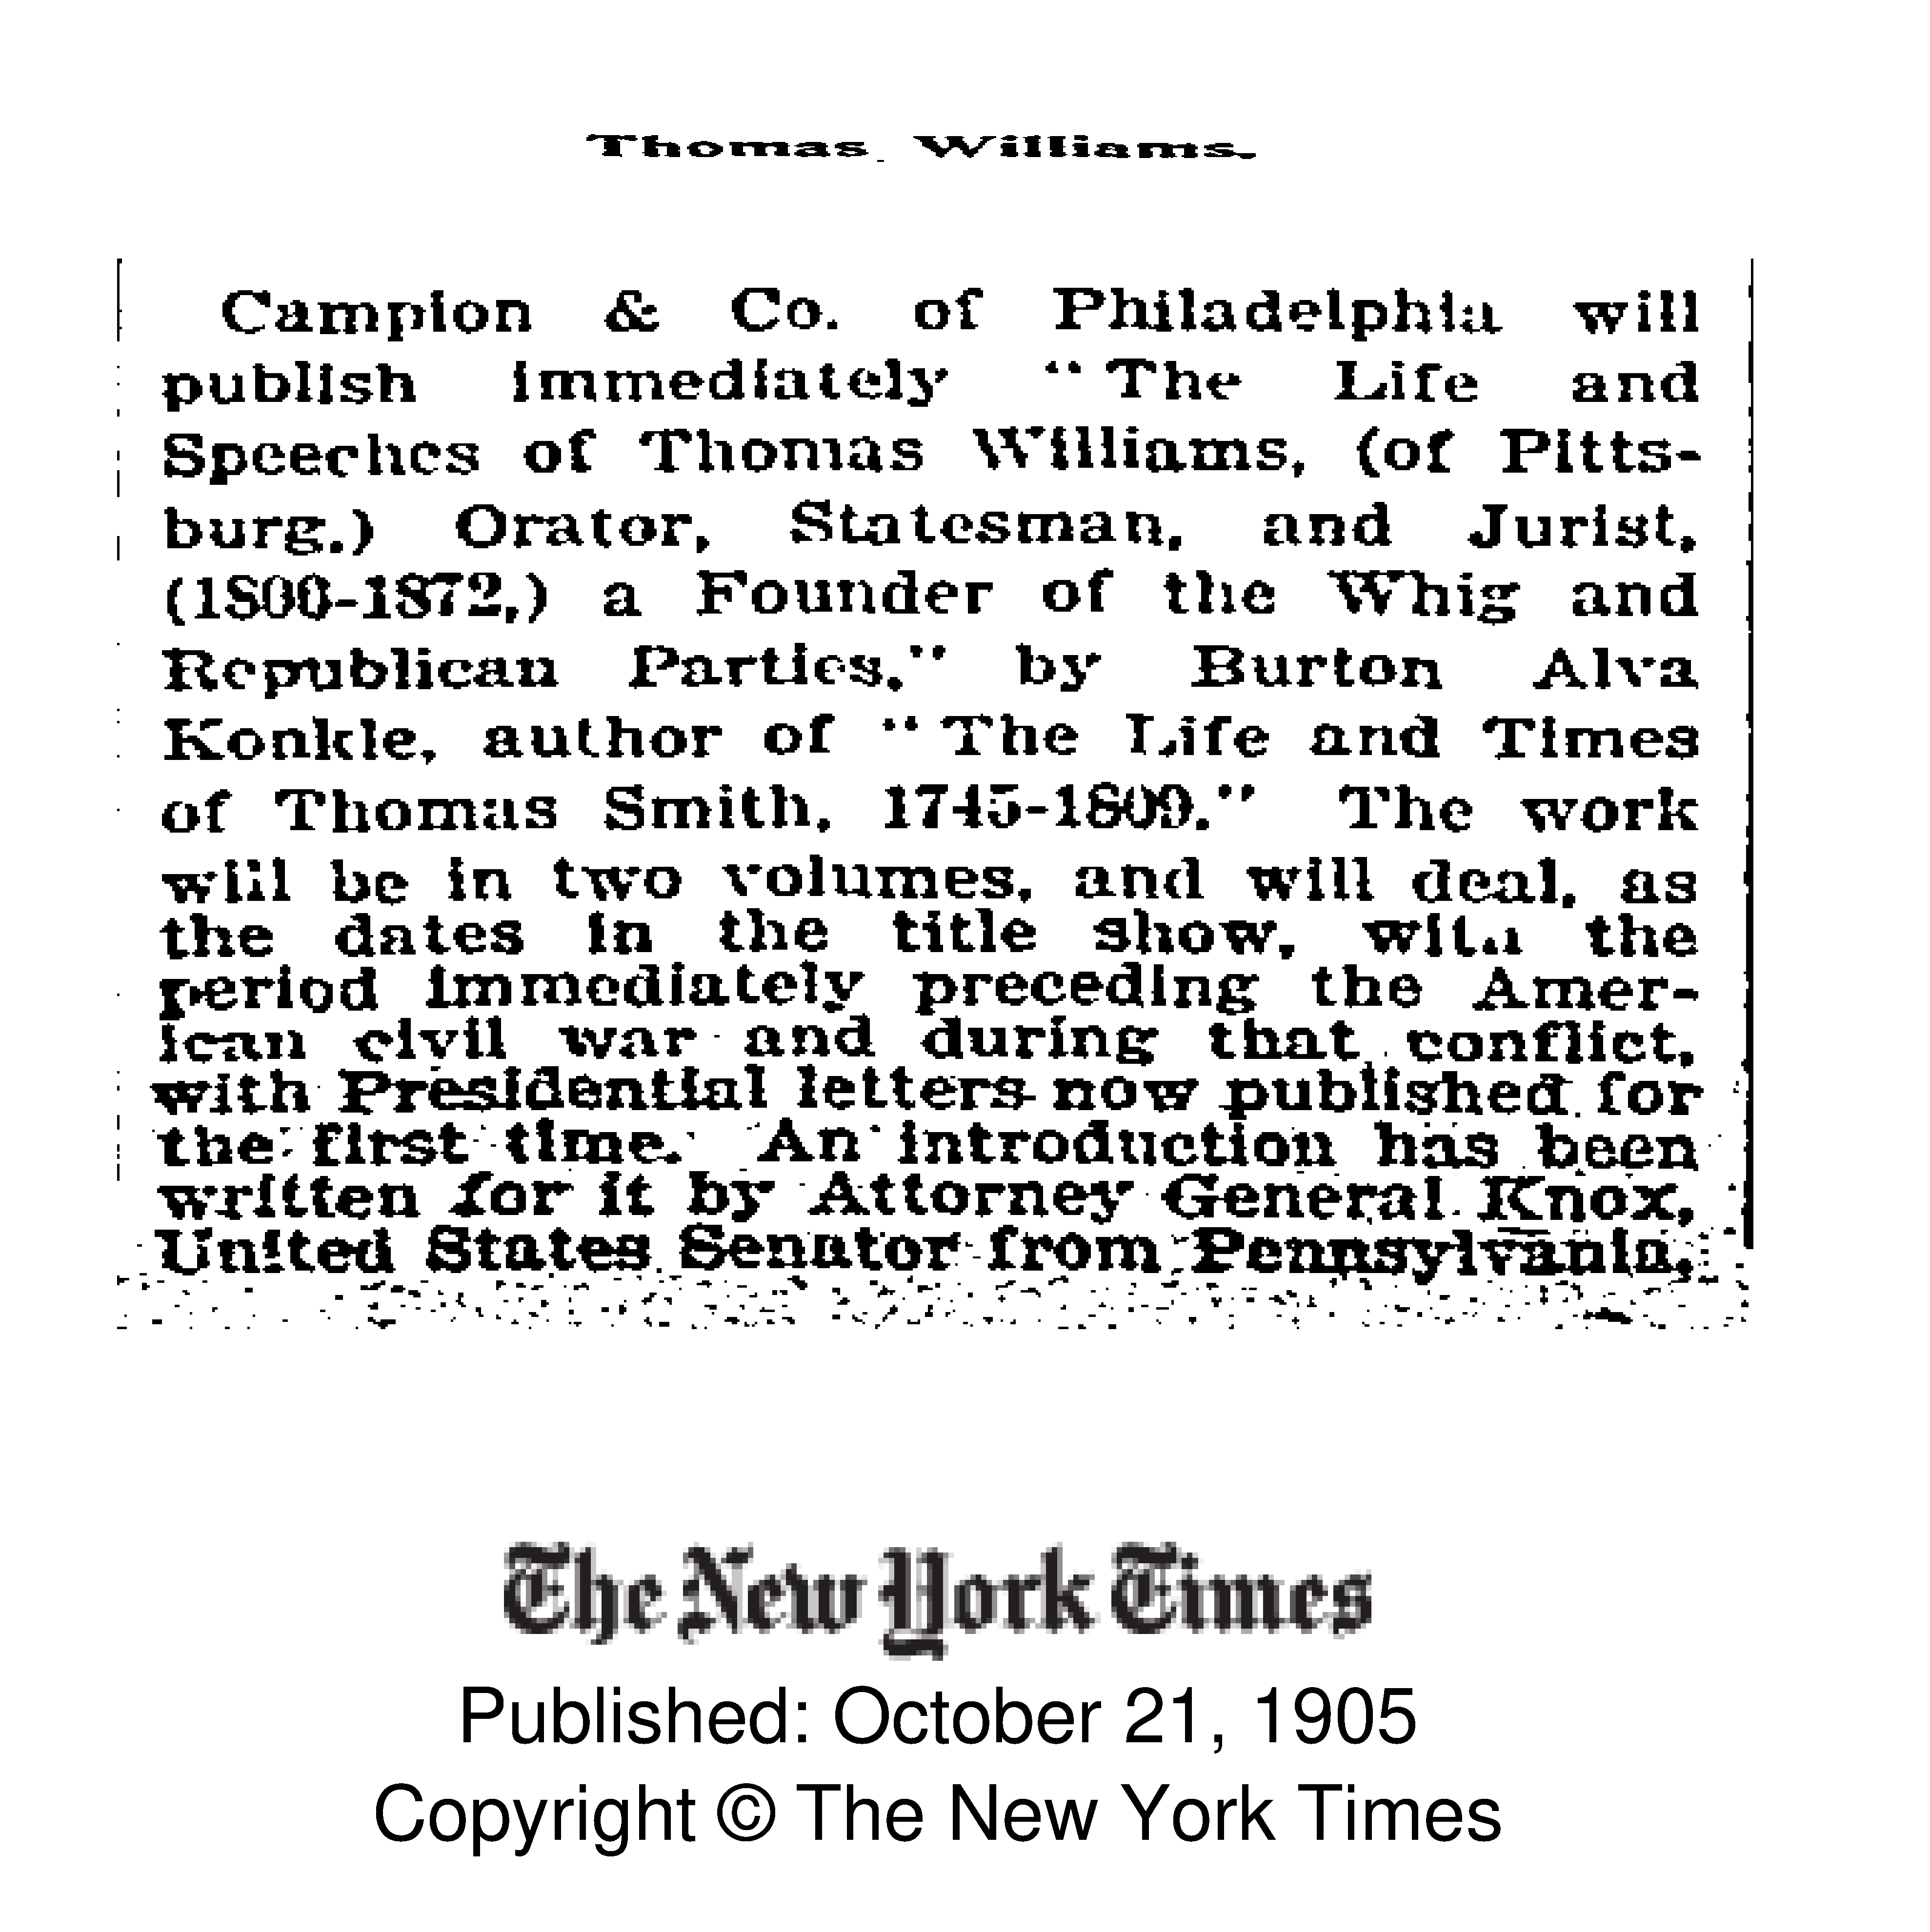 Thomas Williams.
Campion & Co. of Philadelphia will
publish immediately "The Life and
Speeches of Thomas Williams, (of Pitts-
burg,) Orator, Statesman, and Jurist,
(1806-1872,) a Founder of the Whig and
Republican Parties," by Burton Alva
Konkle, author of "The Life and Times
of Thomas Smith, 1745-1809." The work
will be in two volumes, and will deal, as
the dates in the title show, with the
period immediately preceding the Amer-
ican civil war and during that conflict,
with Presidential letters now published for
the first time. An introduction has been
written for it by Attorney General Knox,
United States Senator from Pennsylvania.
The New York Times
Published: October 21, 1905
Copyright © The New York Times